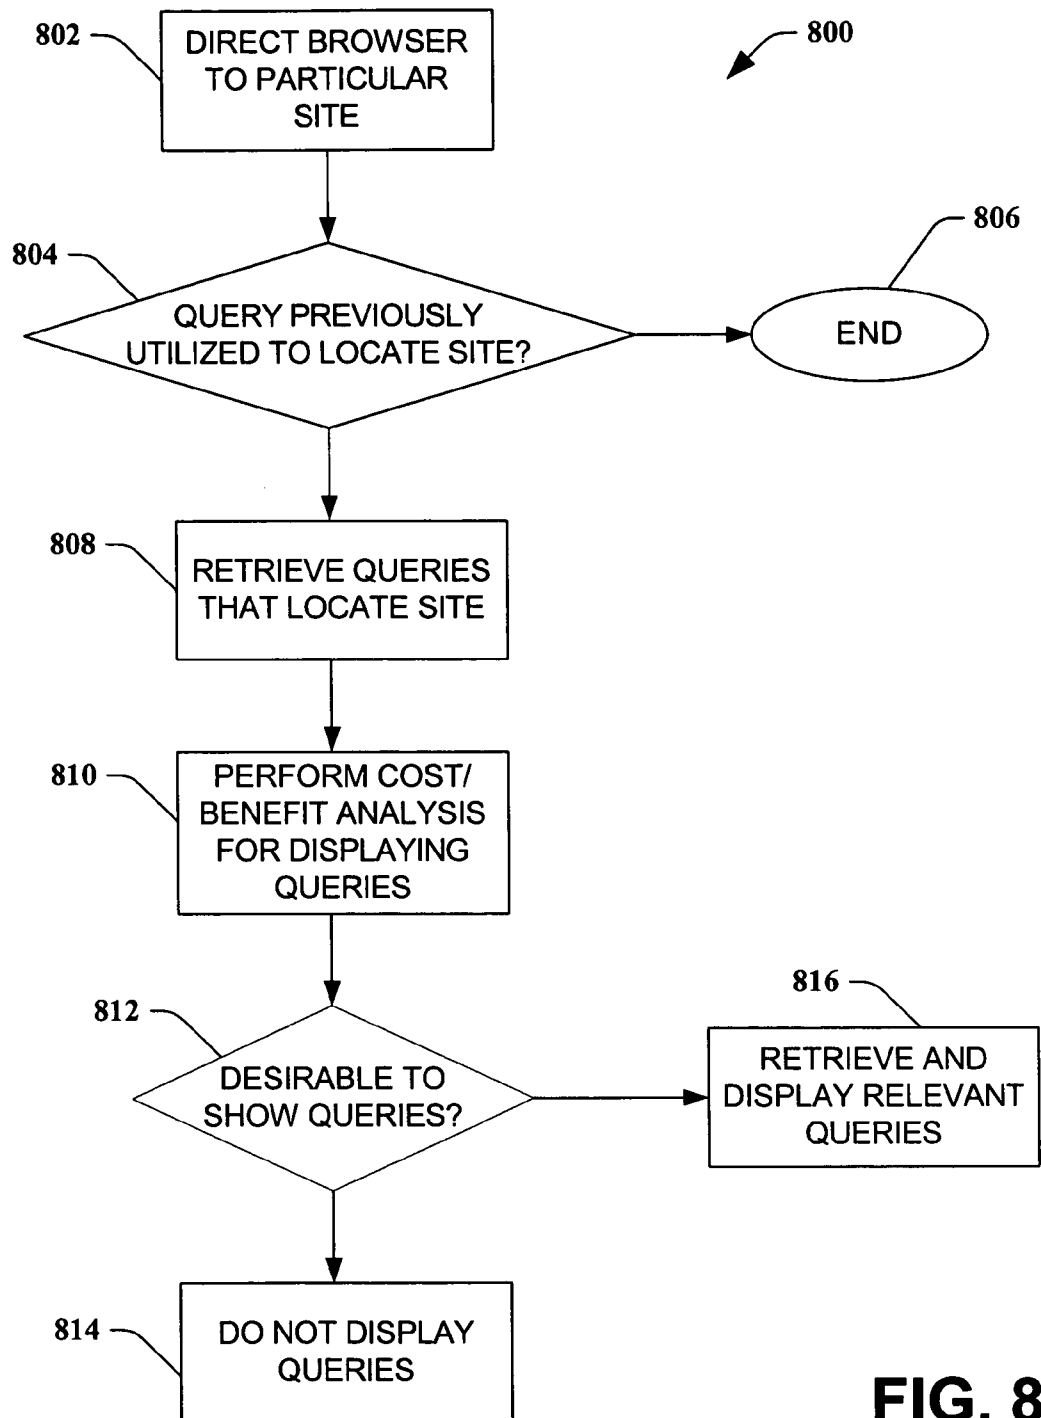 802
DIRECT BROWSER
TO PARTICULAR
SITE
800
804
QUERY PREVIOUSLY
UTILIZED TO LOCATE SITE?
806
END
808
RETRIEVE QUERIES
THAT LOCATE SITE
810
PERFORM COST/
BENEFIT ANALYSIS
FOR DISPLAYING
QUERIES
812
DESIRABLE TO
SHOW QUERIES?
816
RETRIEVE AND
DISPLAY RELEVANT
QUERIES
814
DO NOT DISPLAY
QUERIES
FIG. 8